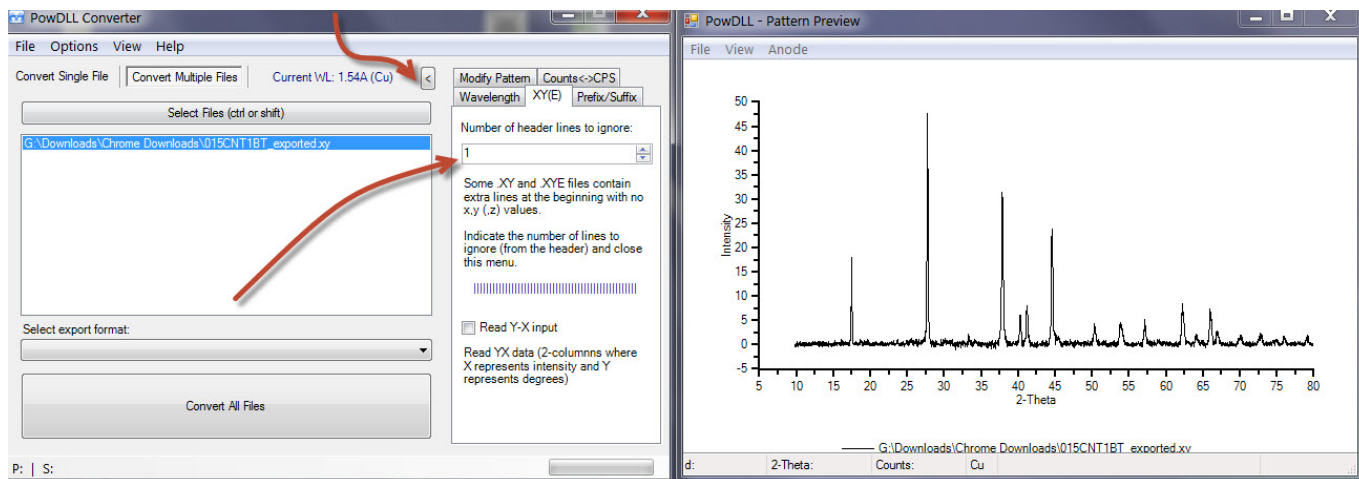 PowDLL Converter
File Options View Help
Convert Single File Convert Multiple Files Current WL: 1.54A (Cu) <
Select Files (ctrl or shift)
G:\Downloads\Chrome Downloads\015CNT1BT_exported.xy
Select export format:
Convert All Files
P: | S:
Modify Pattern Counts<->CPS
Wavelength XY(E) Prefix/Suffix
Number of header lines to ignore:
1
Some .XY and .XYE files contain
extra lines at the beginning with no
x,y (,z) values.
Indicate the number of lines to
ignore (from the header) and close
this menu.
Read Y-X input
Read YX data (2-columnns where
X represents intensity and Y
represents degrees)
PowDLL - Pattern Preview
File View Anode
50
45
40
35
30
25
20
15
10
5
0
-5
Intensity
5 10 15 20 25 30 35 40 45 50 55 60 65 70 75 80
2-Theta
G:\Downloads\Chrome Downloads\015CNT1BT_exported.xy
d: 2-Theta: Counts: Cu